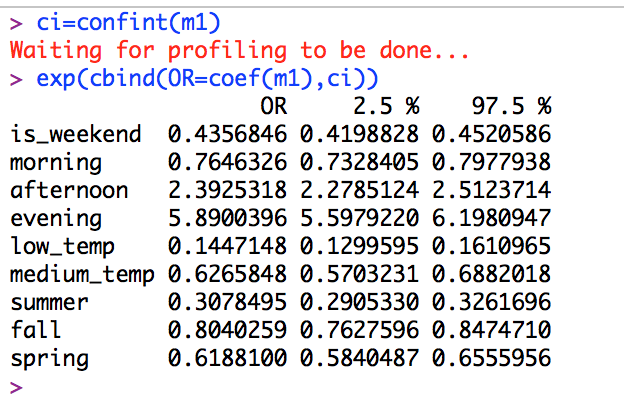 > ci=confint(m1)
Waiting for profiling to be done...
> exp(cbind(OR=coef(m1),ci))
                   OR     2.5 %    97.5 %
is_weekend  0.4356846 0.4198828 0.4520586
morning     0.7646326 0.7328405 0.7977938
afternoon   2.3925318 2.2785124 2.5123714
evening     5.8900396 5.5979220 6.1980947
low_temp    0.1447148 0.1299595 0.1610965
medium_temp 0.6265848 0.5703231 0.6882018
summer      0.3078495 0.2905330 0.3261696
fall        0.8040259 0.7627596 0.8474710
spring      0.6188100 0.5840487 0.6555956
>